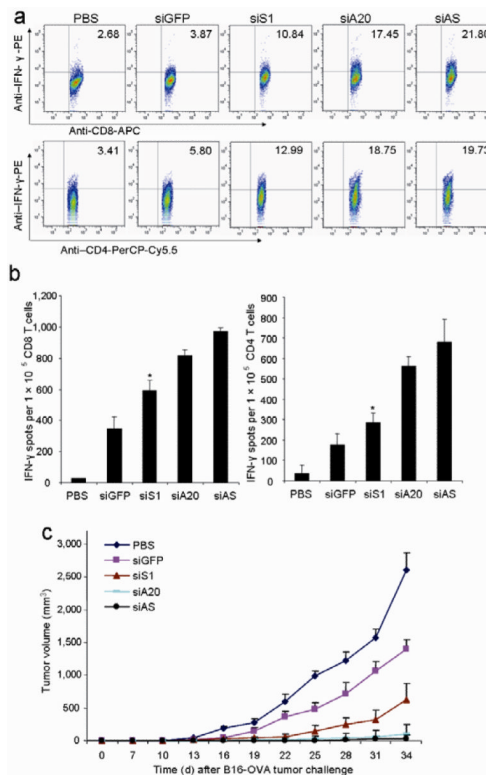 a
PBS siGFP siS1 siA20 siAS
Anti–IFN-γ-PE
2.68 3.87 10.84 17.45 21.80
Anti-CD8-APC
Anti–IFN-γ-PE
3.41 5.80 12.99 18.75 19.73
Anti–CD4-PerCP-Cy5.5
b
IFN-γ spots per 1 × 10⁵ CD8 T cells
1,000
800
600
400
200
0
*
PBS siGFP siS1 siA20 siAS
IFN-γ spots per 1 × 10⁵ CD4 T cells
900
800
700
600
500
400
300
200
100
0
*
PBS siGFP siS1 siA20 siAS
c
PBS
siGFP
siS1
siA20
siAS
Tumor volume (mm³)
3,000
2,500
2,000
1,500
1,000
500
0
0 7 10 13 16 19 22 25 28 31 34
Time (d) after B16-OVA tumor challenge